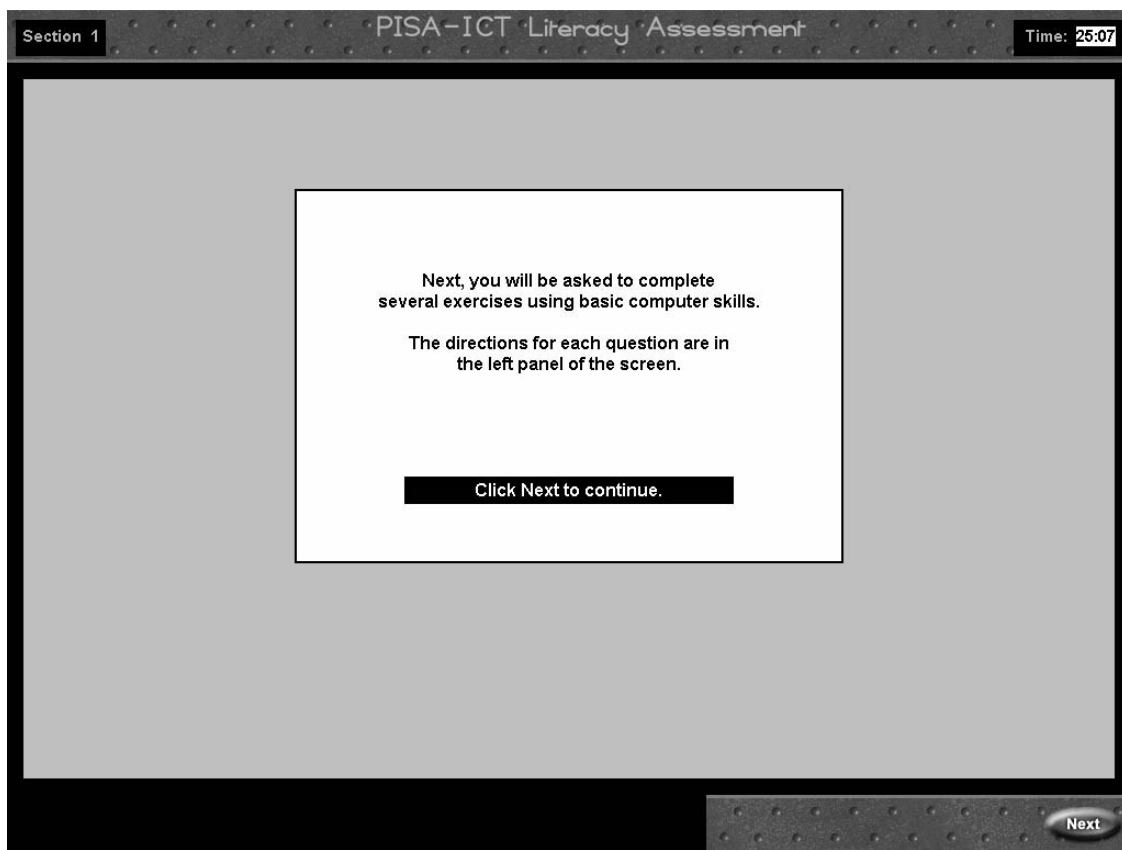 Section 1
PISA-ICT Literacy Assessment
Time: 25:07
Next, you will be asked to complete
several exercises using basic computer skills.
The directions for each question are in
the left panel of the screen.
Click Next to continue.
Next